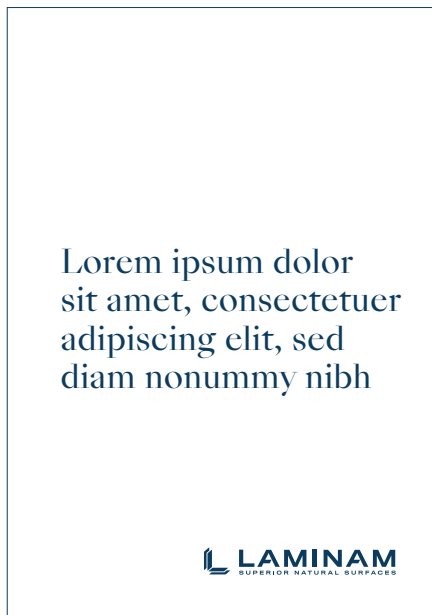 Lorem ipsum dolor
sit amet, consectetuer
adipiscing elit, sed
diam nonummy nibh
LAMINAM
SUPERIOR NATURAL SURFACES